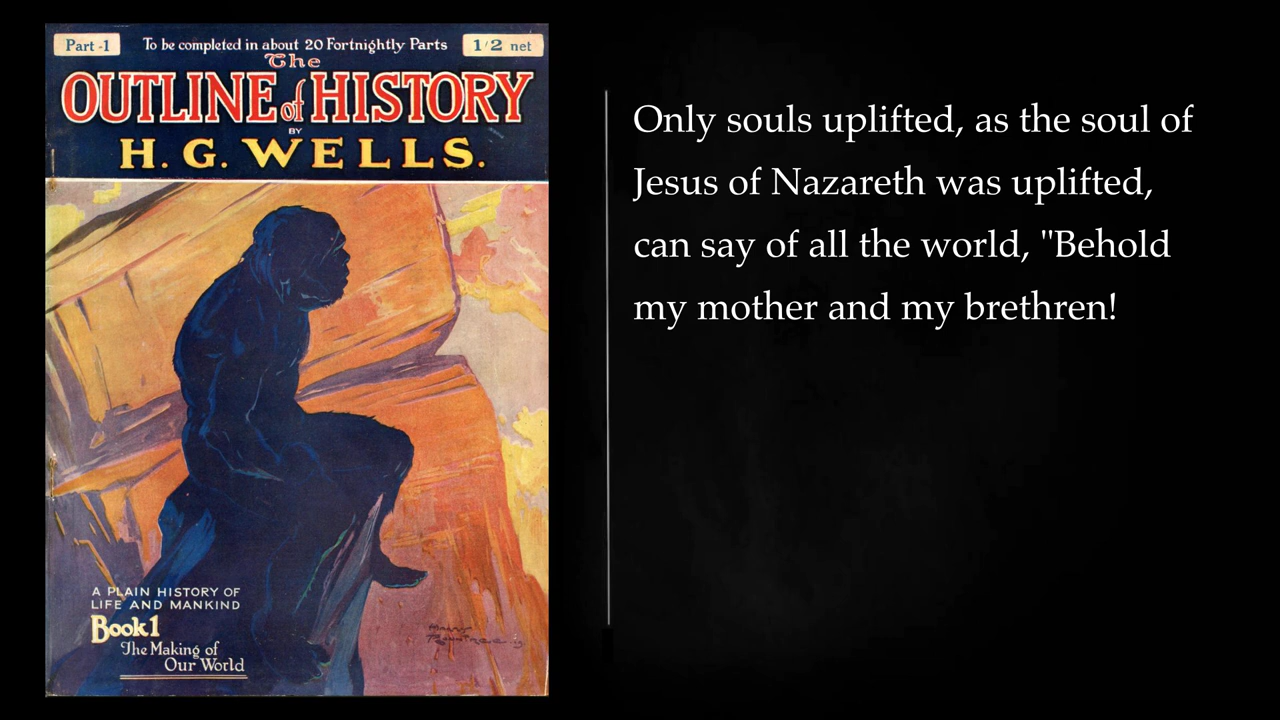 Part -1
To be completed in about 20 Fortnightly Parts
1/2 net
The
OUTLINE of HISTORY
BY
H. G. WELLS.
Only souls uplifted, as the soul of
Jesus of Nazareth was uplifted,
can say of all the world, "Behold
my mother and my brethren!
A PLAIN HISTORY OF
LIFE AND MANKIND
Book 1
The Making of
Our World